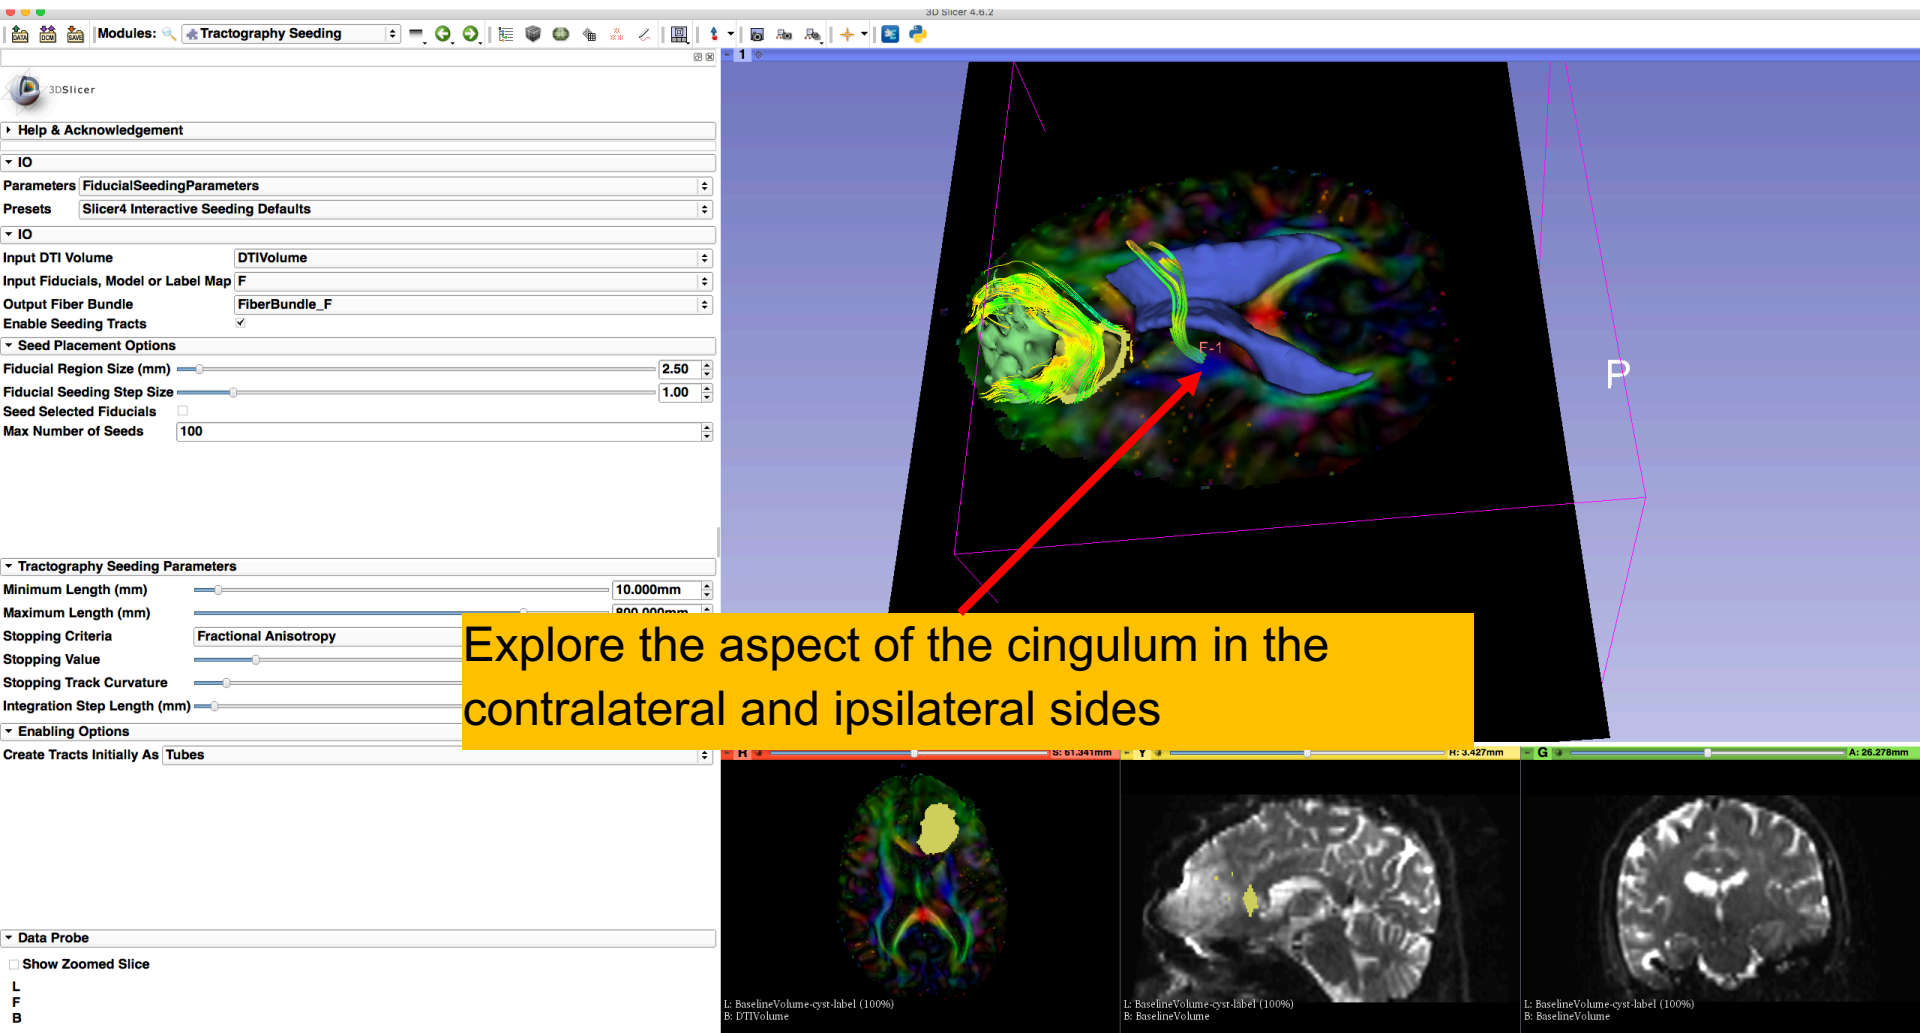 3D Slicer 4.6.2
DATA DCM SAVE Modules: Tractography Seeding
1
3DSlicer
Help & Acknowledgement
IO
Parameters FiducialSeedingParameters
Presets Slicer4 Interactive Seeding Defaults
IO
Input DTI Volume DTIVolume
Input Fiducials, Model or Label Map F
Output Fiber Bundle FiberBundle_F
Enable Seeding Tracts
Seed Placement Options
Fiducial Region Size (mm) 2.50
Fiducial Seeding Step Size 1.00
Seed Selected Fiducials
Max Number of Seeds 100
F-1
P
Tractography Seeding Parameters
Minimum Length (mm) 10.000mm
Maximum Length (mm) 800.000mm
Stopping Criteria Fractional Anisotropy
Stopping Value
Stopping Track Curvature
Integration Step Length (mm)
Enabling Options
Create Tracts Initially As Tubes
Explore the aspect of the cingulum in the
contralateral and ipsilateral sides
R S: 61.341mm
Y R: 3.427mm
G A: 26.278mm
L: BaselineVolume-cyst-label (100%)
B: DTIVolume
L: BaselineVolume-cyst-label (100%)
B: BaselineVolume
L: BaselineVolume-cyst-label (100%)
B: BaselineVolume
Data Probe
Show Zoomed Slice
L
F
B